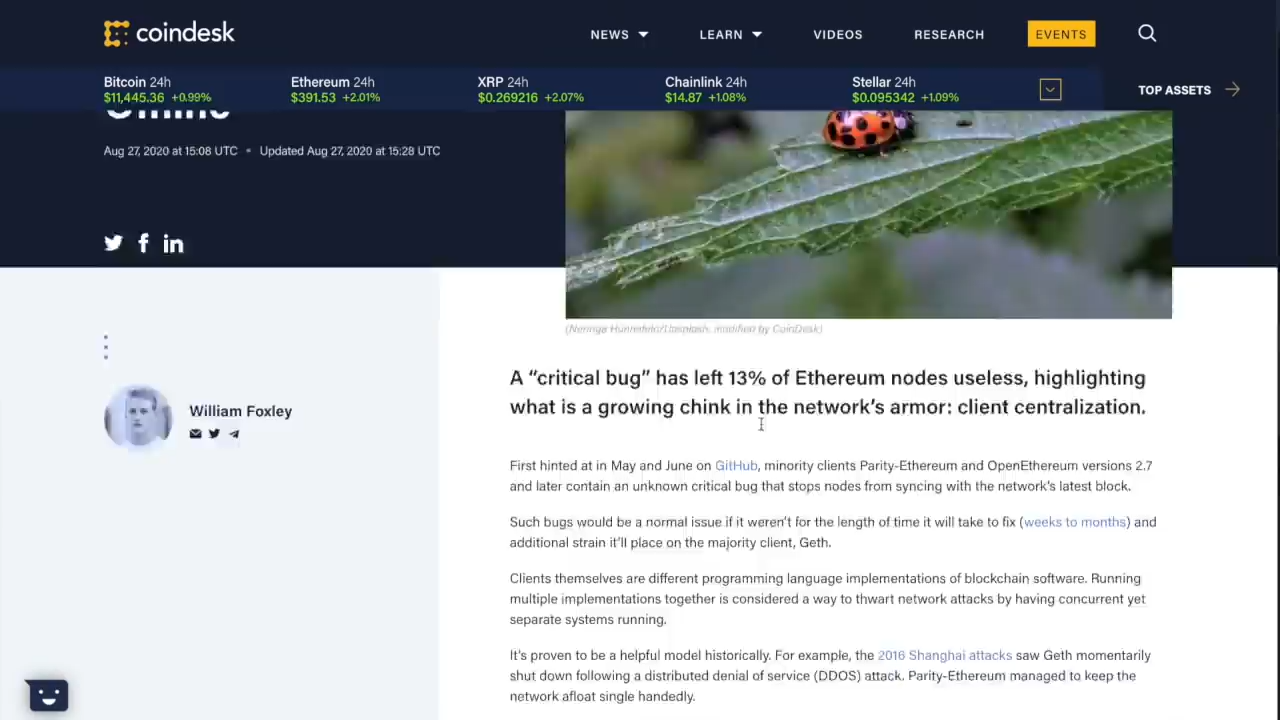 coindesk
NEWS
LEARN
VIDEOS
RESEARCH
EVENTS
Bitcoin 24h
$11,445.36 +0.99%
Ethereum 24h
$391.53 +2.01%
XRP 24h
$0.269216 +2.07%
Chainlink 24h
$14.87 +1.08%
Stellar 24h
$0.095342 +1.09%
TOP ASSETS
Aug 27, 2020 at 15:08 UTC • Updated Aug 27, 2020 at 15:28 UTC
modified by CoinDesk)
William Foxley
A “critical bug” has left 13% of Ethereum nodes useless, highlighting
what is a growing chink in the network’s armor: client centralization.
First hinted at in May and June on GitHub, minority clients Parity-Ethereum and OpenEthereum versions 2.7
and later contain an unknown critical bug that stops nodes from syncing with the network’s latest block.
Such bugs would be a normal issue if it weren’t for the length of time it will take to fix (weeks to months) and
additional strain it’ll place on the majority client, Geth.
Clients themselves are different programming language implementations of blockchain software. Running
multiple implementations together is considered a way to thwart network attacks by having concurrent yet
separate systems running.
It’s proven to be a helpful model historically. For example, the 2016 Shanghai attacks saw Geth momentarily
shut down following a distributed denial of service (DDOS) attack. Parity-Ethereum managed to keep the
network afloat single handedly.